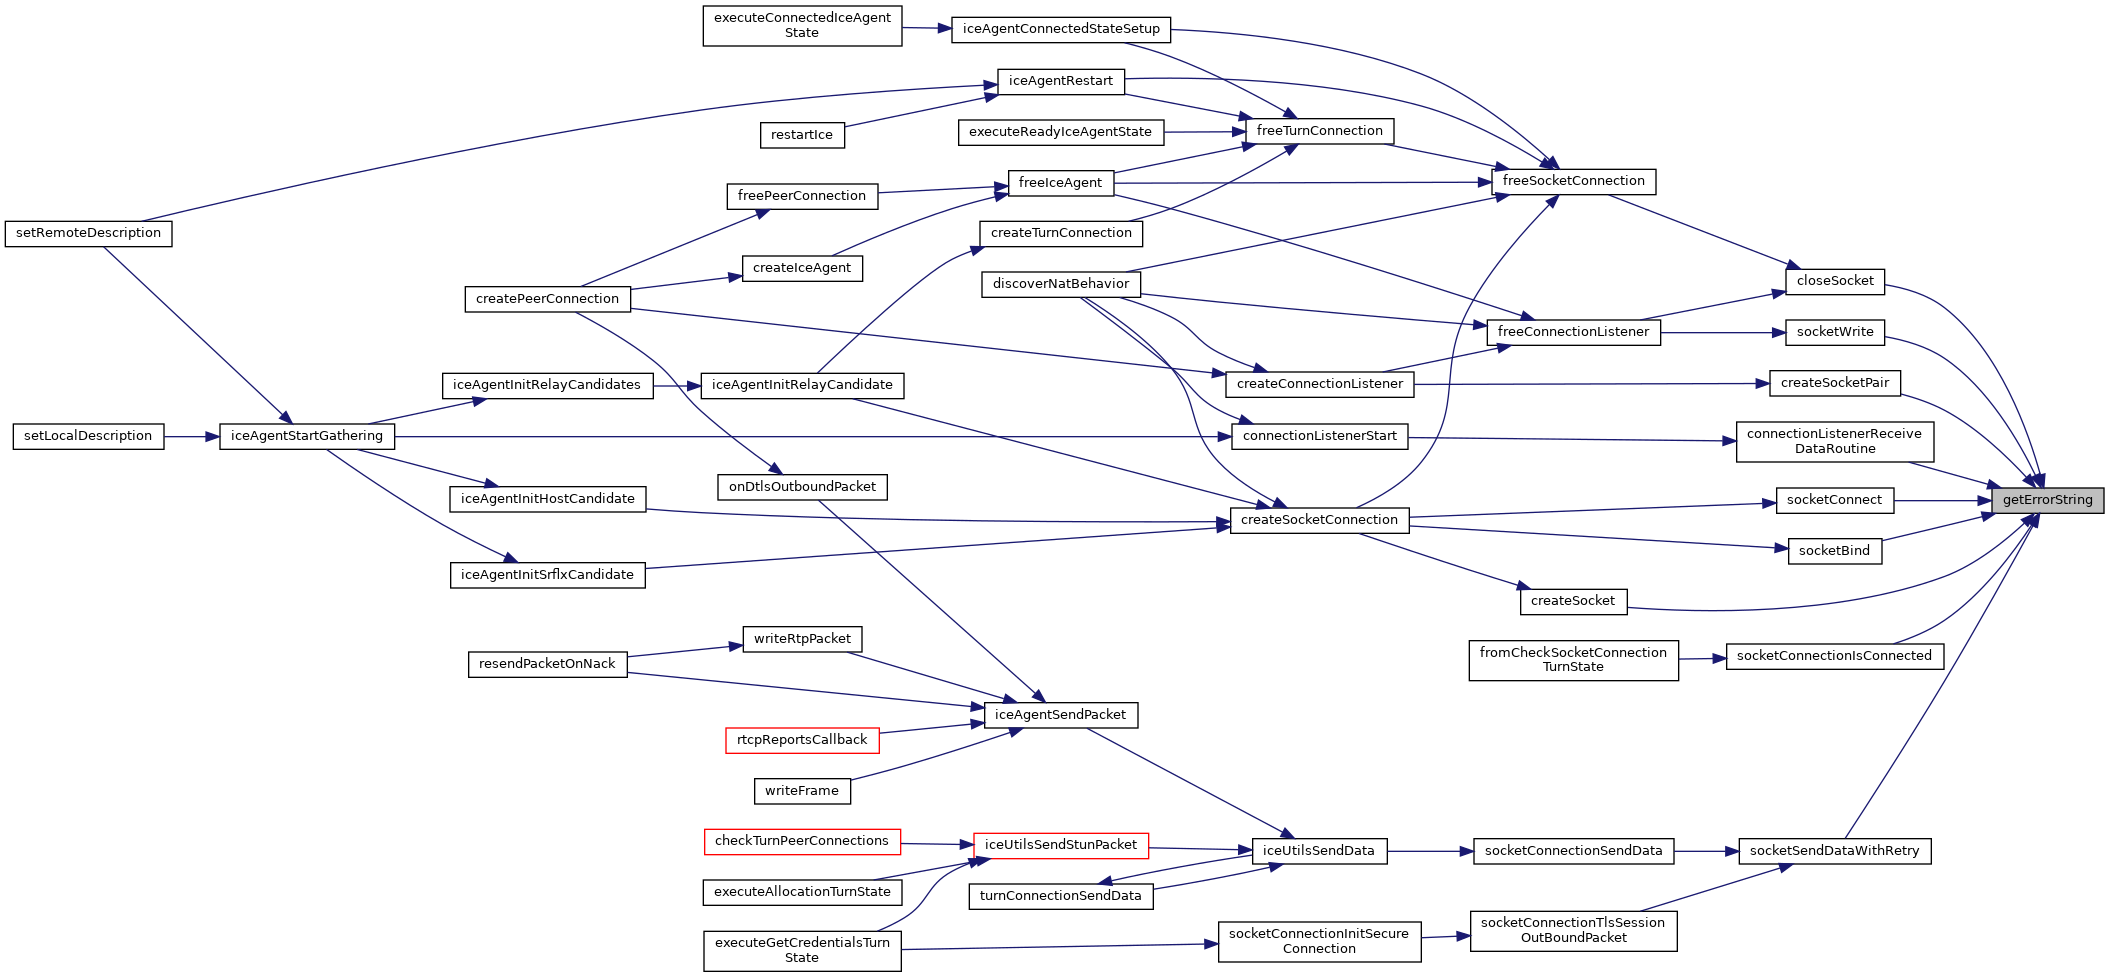 executeConnectedIceAgent
State
iceAgentConnectedStateSetup
iceAgentRestart
restartIce
executeReadyIceAgentState
freeTurnConnection
freePeerConnection
freeIceAgent
freeSocketConnection
setRemoteDescription
createTurnConnection
createIceAgent
discoverNatBehavior
closeSocket
createPeerConnection
freeConnectionListener
socketWrite
iceAgentInitRelayCandidates
iceAgentInitRelayCandidate
createConnectionListener
createSocketPair
setLocalDescription
iceAgentStartGathering
connectionListenerStart
connectionListenerReceive
DataRoutine
iceAgentInitHostCandidate
onDtlsOutboundPacket
socketConnect
getErrorString
createSocketConnection
socketBind
iceAgentInitSrflxCandidate
createSocket
writeRtpPacket
resendPacketOnNack
fromCheckSocketConnection
TurnState
socketConnectionIsConnected
iceAgentSendPacket
rtcpReportsCallback
writeFrame
checkTurnPeerConnections
iceUtilsSendStunPacket
iceUtilsSendData
socketConnectionSendData
socketSendDataWithRetry
executeAllocationTurnState
turnConnectionSendData
executeGetCredentialsTurn
State
socketConnectionInitSecure
Connection
socketConnectionTlsSession
OutBoundPacket